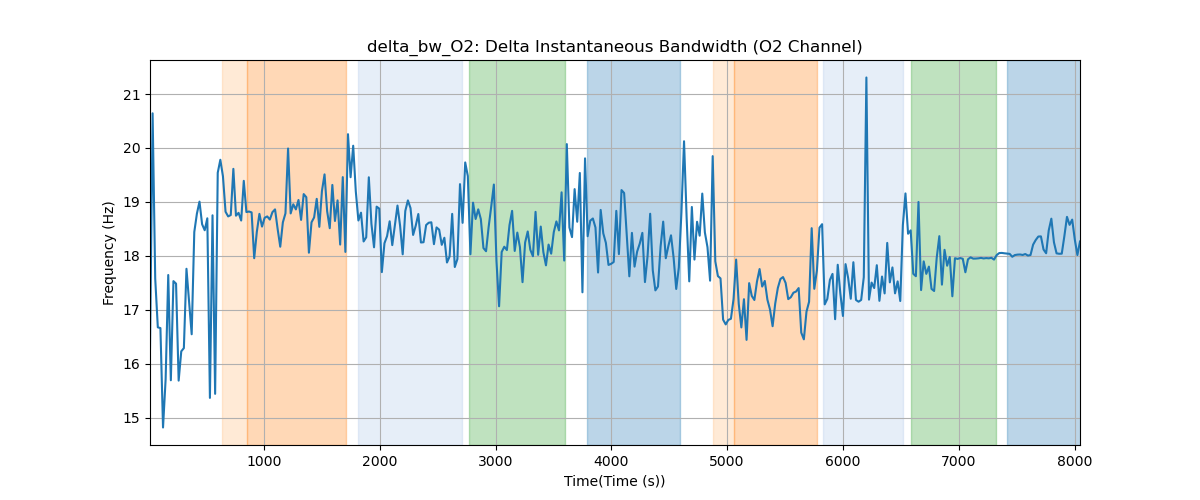 delta_bw_O2: Delta Instantaneous Bandwidth (O2 Channel)
21
20
19
18
17
16
15
Frequency (Hz)
1000 2000 3000 4000 5000 6000 7000 8000
Time(Time (s))